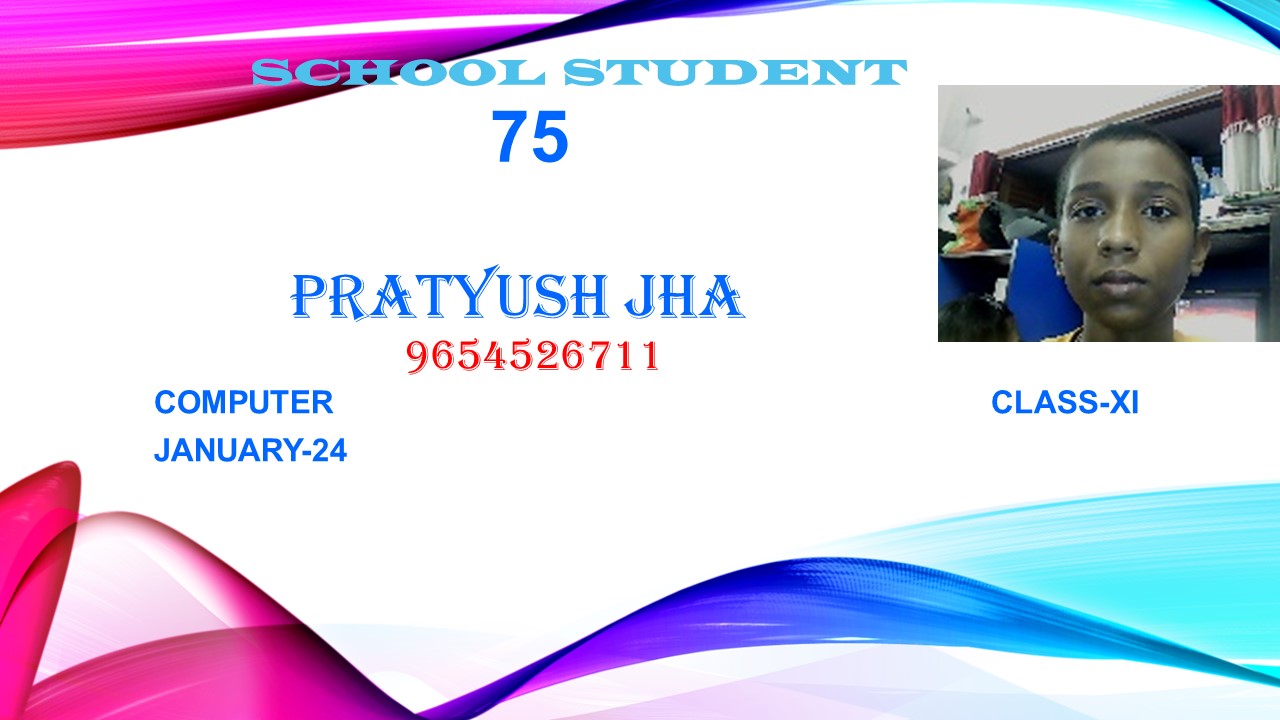 SCHOOL STUDENT
75
PRATYUSH JHA
9654526711
COMPUTER
CLASS-XI
JANUARY-24